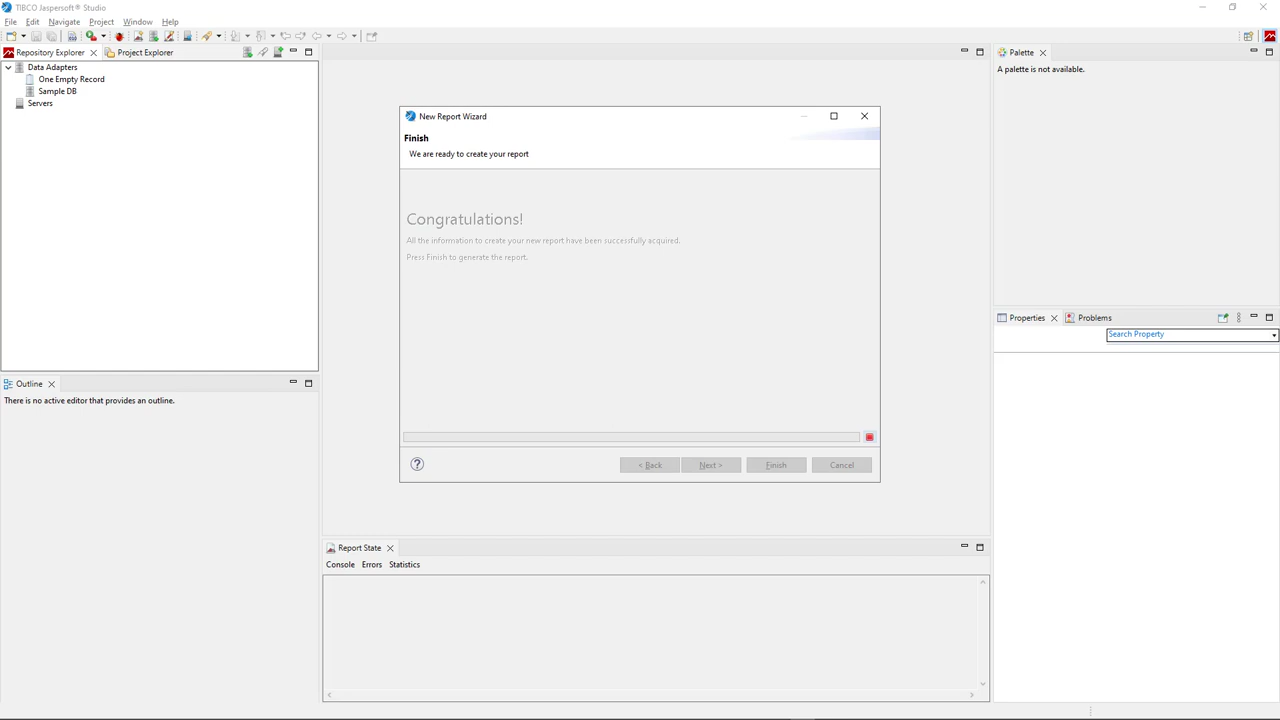 TIBCO Jaspersoft® Studio
File Edit Navigate Project Window Help
Repository Explorer Project Explorer
Data Adapters
One Empty Record
Sample DB
Servers
Outline
There is no active editor that provides an outline.
New Report Wizard
Finish
We are ready to create your report
Congratulations!
All the information to create your new report have been successfully acquired.
Press Finish to generate the report.
?
< Back Next > Finish Cancel
Report State
Console Errors Statistics
Palette
A palette is not available.
Properties Problems
Search Property